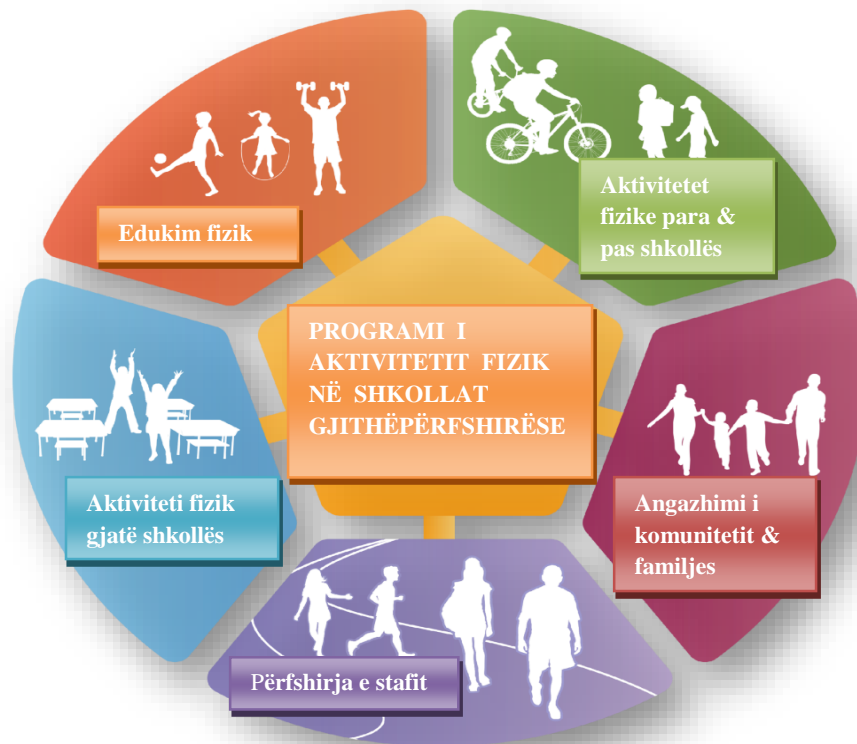 Edukim fizik
Aktivitetet
fizike para &
pas shkollës
PROGRAMI I
AKTIVITETIT FIZIK
NË SHKOLLAT
GJITHËPËRFSHIRËSE
Aktiviteti fizik
gjatë shkollës
Angazhimi i
komunitetit &
familjes
Përfshirja e stafit